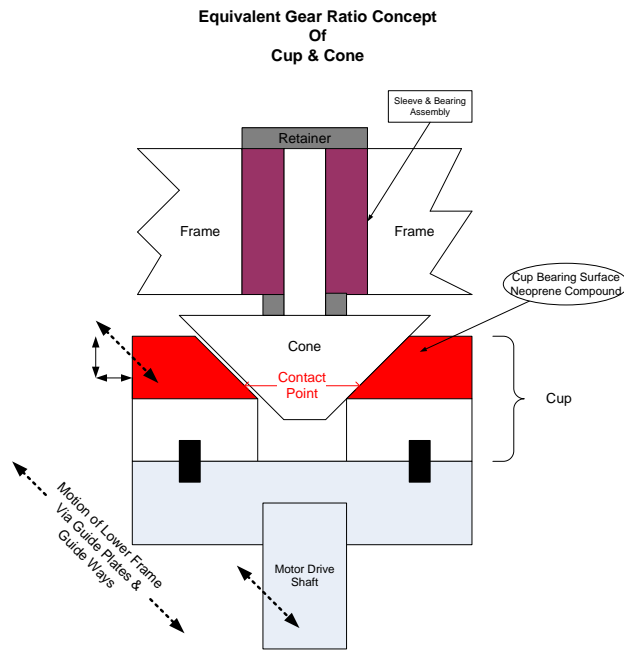 Equivalent Gear Ratio Concept
Of
Cup & Cone
Sleeve & Bearing
Assembly
Retainer
Frame
Frame
Cup Bearing Surface
Neoprene Compound
Cone
Contact
Point
Cup
Motion of Lower Frame
Via Guide Plates &
Guide Ways
Motor Drive
Shaft